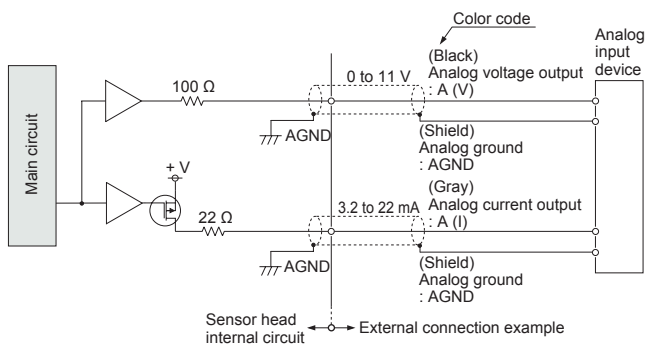 Color code
Analog
input
device
(Black)
Analog voltage output
: A (V)
0 to 11 V
100 Ω
AGND
(Shield)
Analog ground
: AGND
Main circuit
+ V
(Gray)
Analog current output
: A (I)
3.2 to 22 mA
22 Ω
AGND
(Shield)
Analog ground
: AGND
Sensor head
internal circuit
External connection example